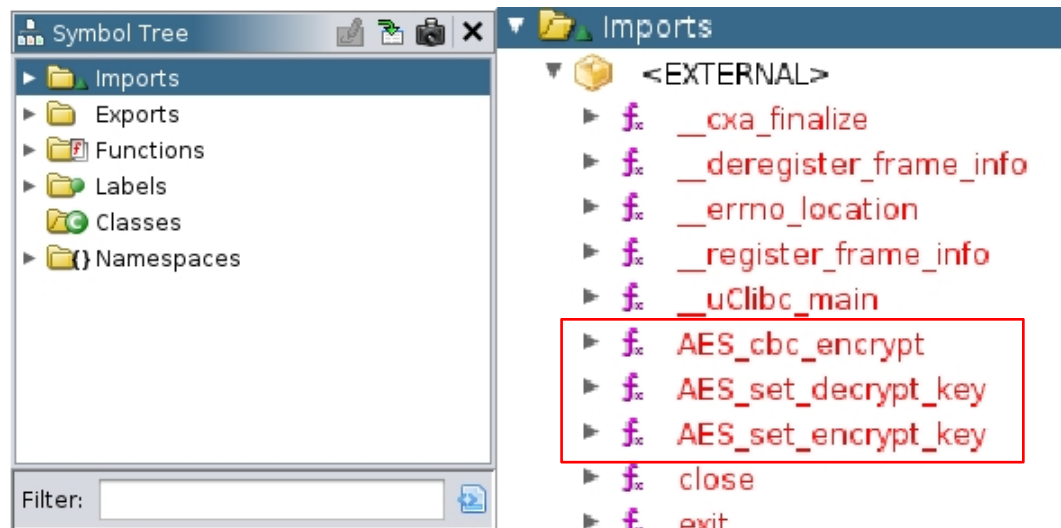 Symbol Tree
Imports
Exports
Functions
Labels
Classes
Namespaces
Filter:
Imports
<EXTERNAL>
__cxa_finalize
__deregister_frame_info
__errno_location
__register_frame_info
__uClibc_main
AES_cbc_encrypt
AES_set_decrypt_key
AES_set_encrypt_key
close
exit